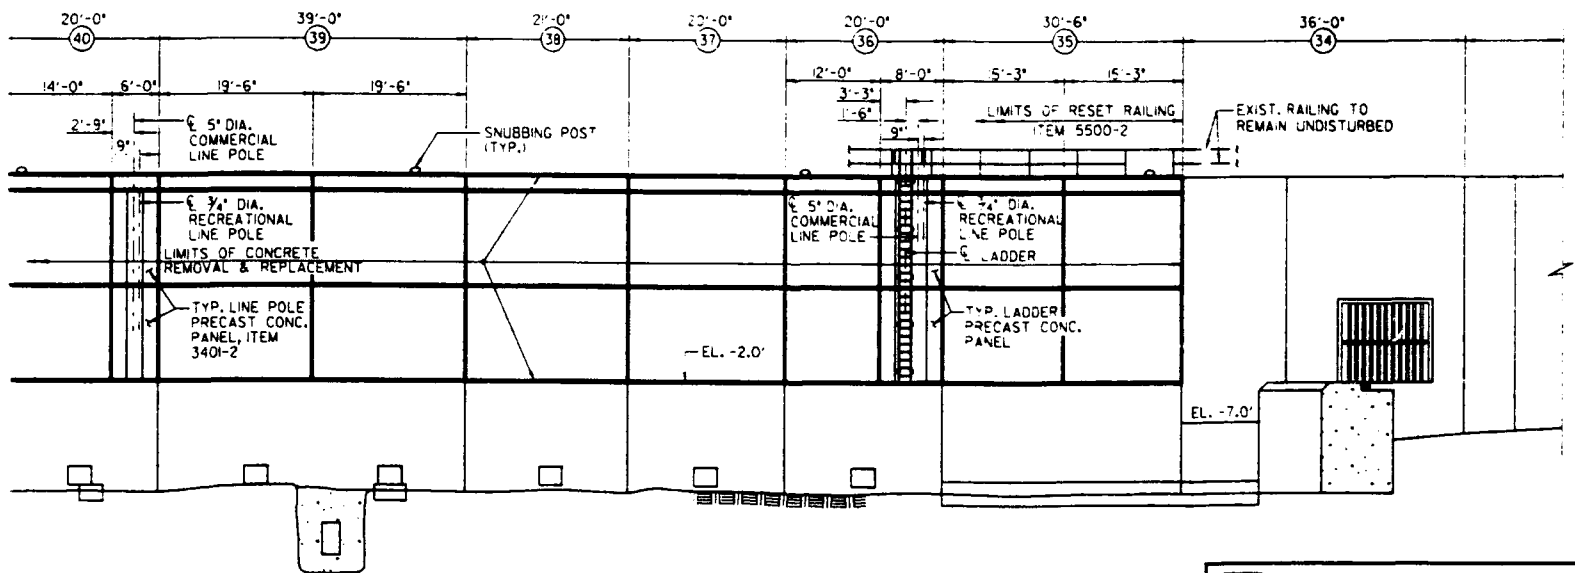 20'-0" 39'-0" 21'-0" 20'-0" 30'-6" 36'-0"
40 39 38 37 36 35 34
14'-0" 6'-0" 19'-6" 19'-6" 12'-0" 8'-0" 15'-3" 15'-3"
2'-9"
9"
℄ 5" DIA.
COMMERCIAL
LINE POLE
SNUBBING POST
(TYP.)
3'-3"
1'-6"
9"
LIMITS OF RESET RAILING
ITEM 5500-2
EXIST. RAILING TO
REMAIN UNDISTURBED
℄ ¾" DIA.
RECREATIONAL
LINE POLE
LIMITS OF CONCRETE
REMOVAL & REPLACEMENT
TYP. LINE POLE
PRECAST CONC.
PANEL, ITEM
3401-2
℄ 5" DIA.
COMMERCIAL
LINE POLE
℄ ¾" DIA.
RECREATIONAL
LINE POLE
℄ LADDER
TYP. LADDER
PRECAST CONC.
PANEL
EL. -2.0'
EL. -7.0'